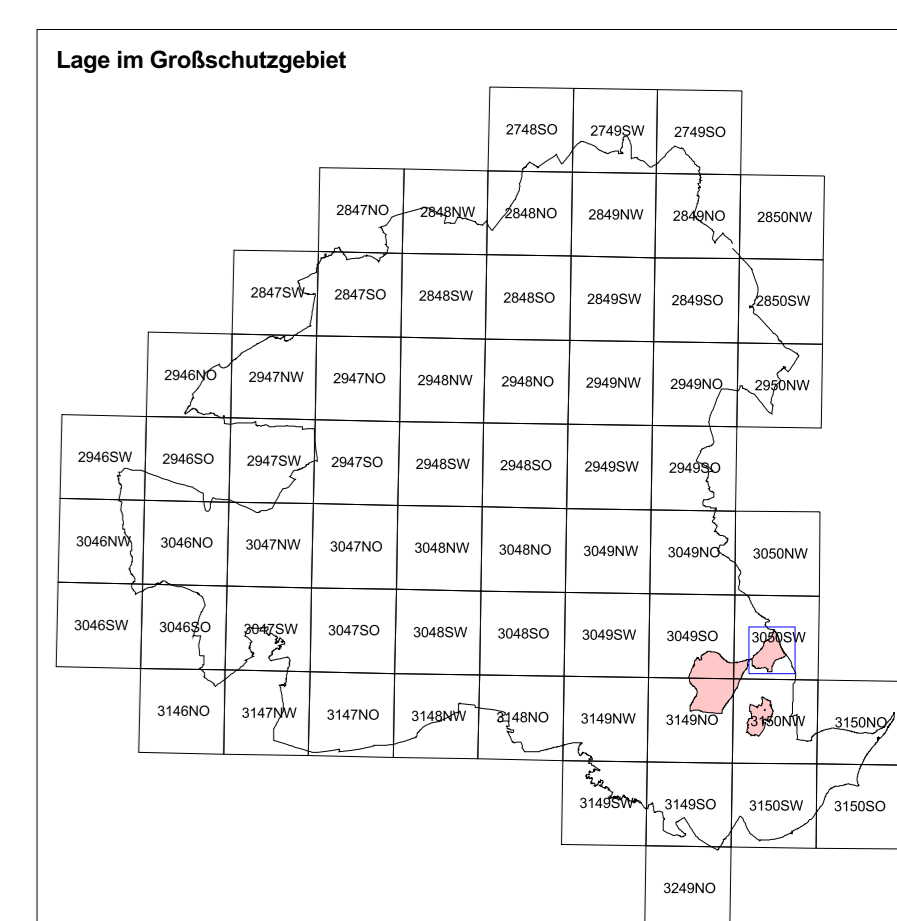 Lage im Großschutzgebiet
2748SO 2749SW 2749SO
2847NO 2848NW 2848NO 2849NW 2849NO 2850NW
2847SW 2847SO 2848SW 2848SO 2849SW 2849SO 2850SW
2946NO 2947NW 2947NO 2948NW 2948NO 2949NW 2949NO 2950NW
2946SW 2946SO 2947SW 2947SO 2948SW 2948SO 2949SW 2949SO
3046NW 3046NO 3047NW 3047NO 3048NW 3048NO 3049NW 3049NO 3050NW
3046SW 3046SO 3047SW 3047SO 3048SW 3048SO 3049SW 3049SO 3050SW
3146NO 3147NW 3147NO 3148NW 3148NO 3149NW 3149NO 3150NW 3150NO
3149SW 3149SO 3150SW 3150SO
3249NO